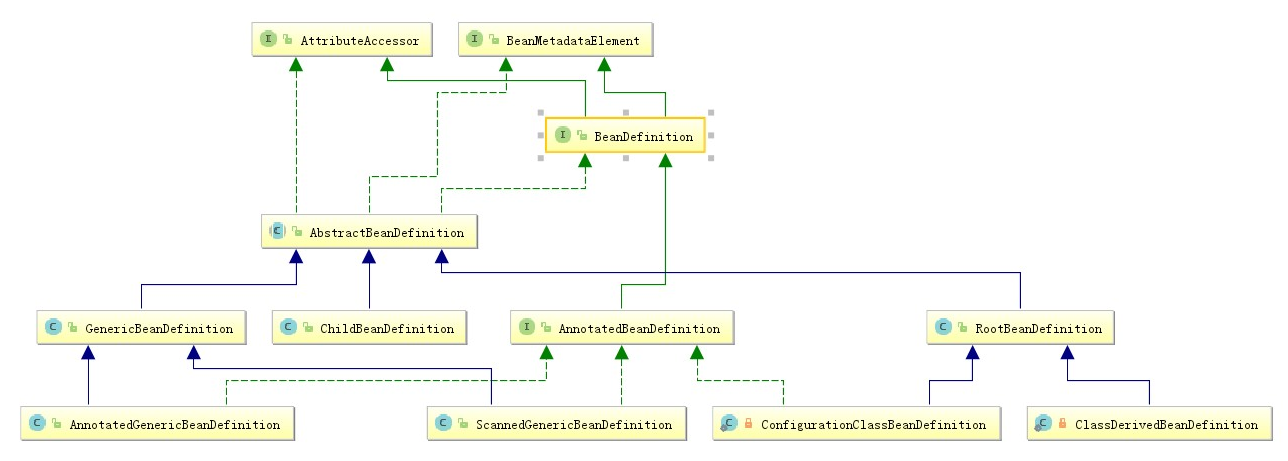 AttributeAccessor
BeanMetadataElement
BeanDefinition
AbstractBeanDefinition
GenericBeanDefinition
ChildBeanDefinition
AnnotatedBeanDefinition
RootBeanDefinition
AnnotatedGenericBeanDefinition
ScannedGenericBeanDefinition
ConfigurationClassBeanDefinition
ClassDerivedBeanDefinition